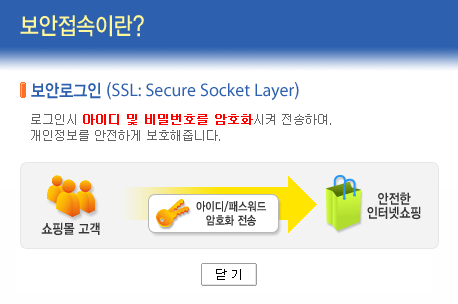 보안접속이란?
보안로그인 (SSL: Secure Socket Layer)
로그인시 아이디 및 비밀번호를 암호화시켜 전송하여,
개인정보를 안전하게 보호해줍니다.
쇼핑몰 고객
아이디/패스워드
암호화 전송
안전한
인터넷쇼핑
닫 기